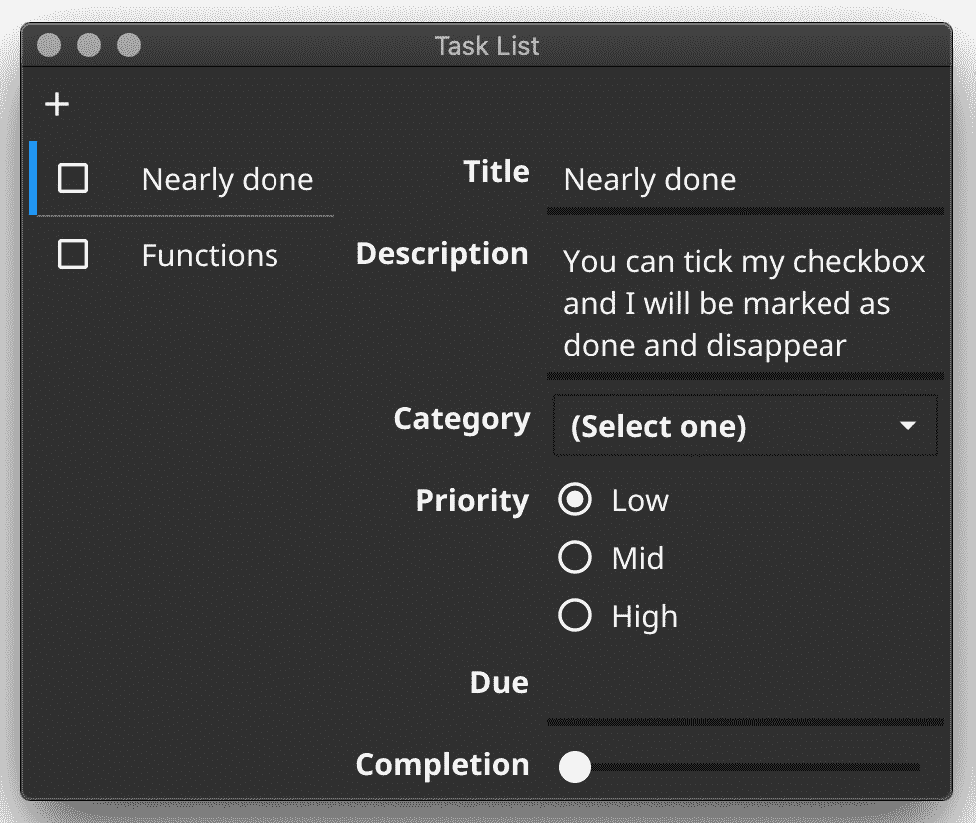 Task List
+
Nearly done
Functions
Title
Nearly done
Description
You can tick my checkbox
and I will be marked as
done and disappear
Category
(Select one)
Priority
Low
Mid
High
Due
Completion